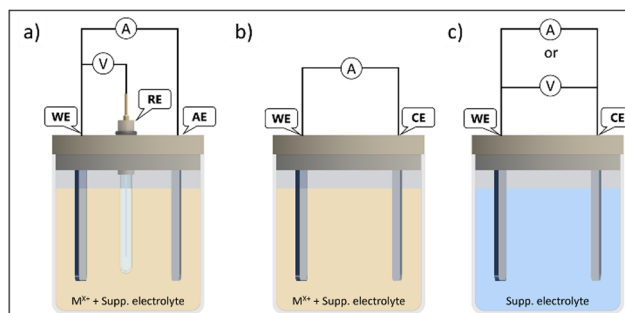 a)
A
V
RE
WE
AE
M^X+ + Supp. electrolyte
b)
A
WE
CE
M^X+ + Supp. electrolyte
c)
A
or
V
WE
CE
Supp. electrolyte